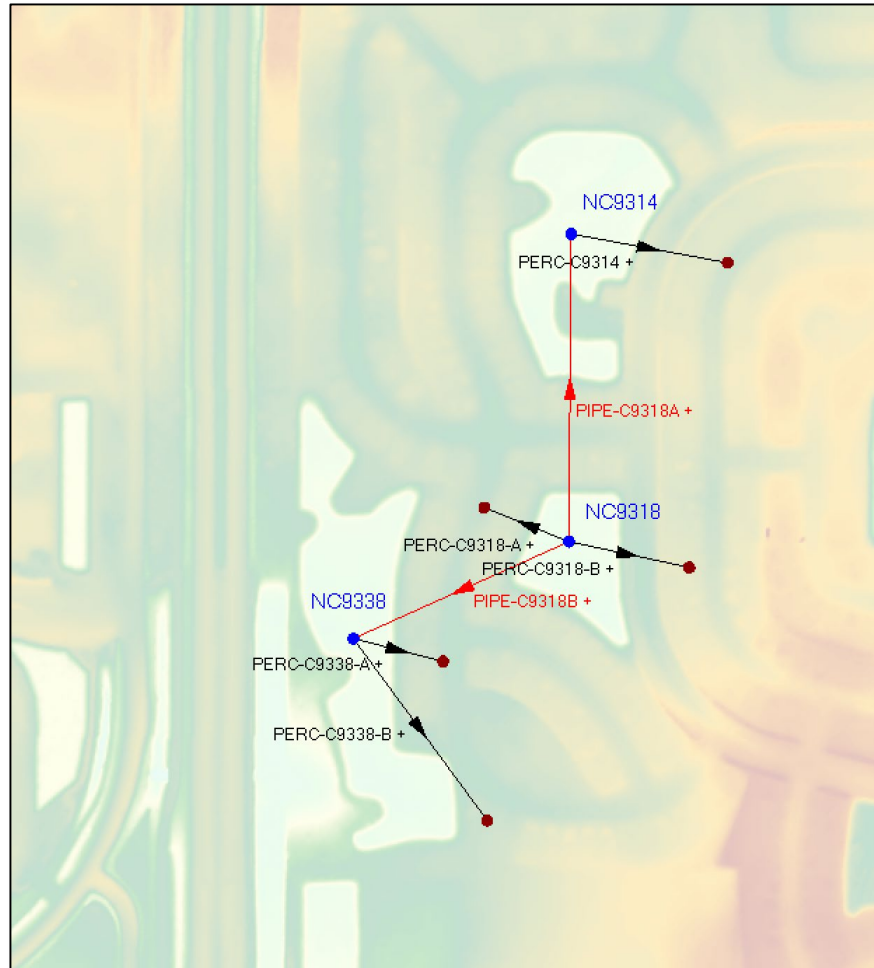 NC9314
PERC-C9314 +
PIPE-C9318A +
NC9318
PERC-C9318-A +
PERC-C9318-B +
NC9338
PIPE-C9318B +
PERC-C9338-A +
PERC-C9338-B +